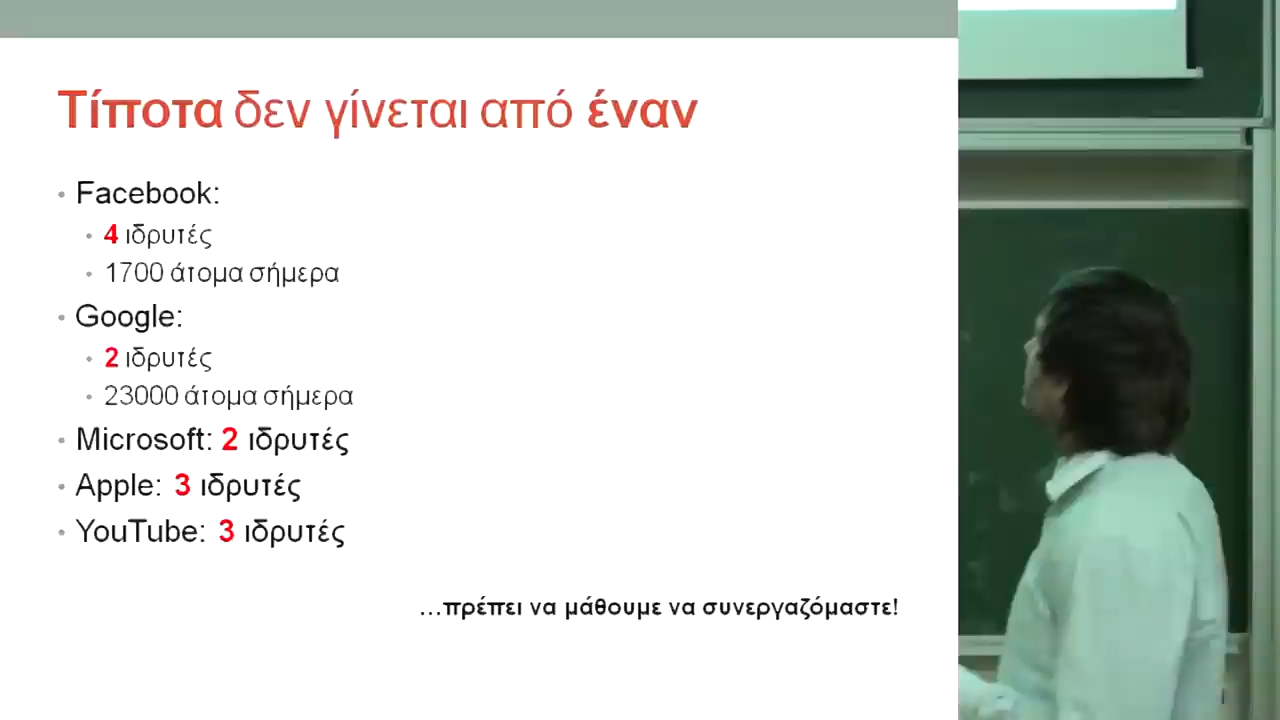 Τίποτα δεν γίνεται από έναν
• Facebook:
• 4 ιδρυτές
• 1700 άτομα σήμερα
• Google:
• 2 ιδρυτές
• 23000 άτομα σήμερα
• Microsoft: 2 ιδρυτές
• Apple: 3 ιδρυτές
• YouTube: 3 ιδρυτές
...πρέπει να μάθουμε να συνεργαζόμαστε!